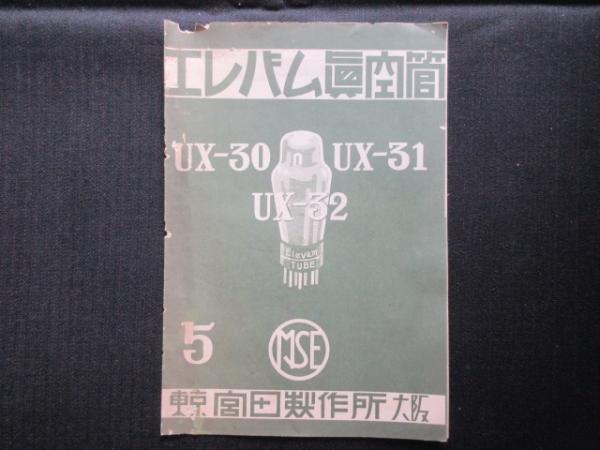 エレバム眞空管
UX-30 UX-31
UX-32
Elevam
TUBE
5
MSE
東京 宮田製作所 大阪